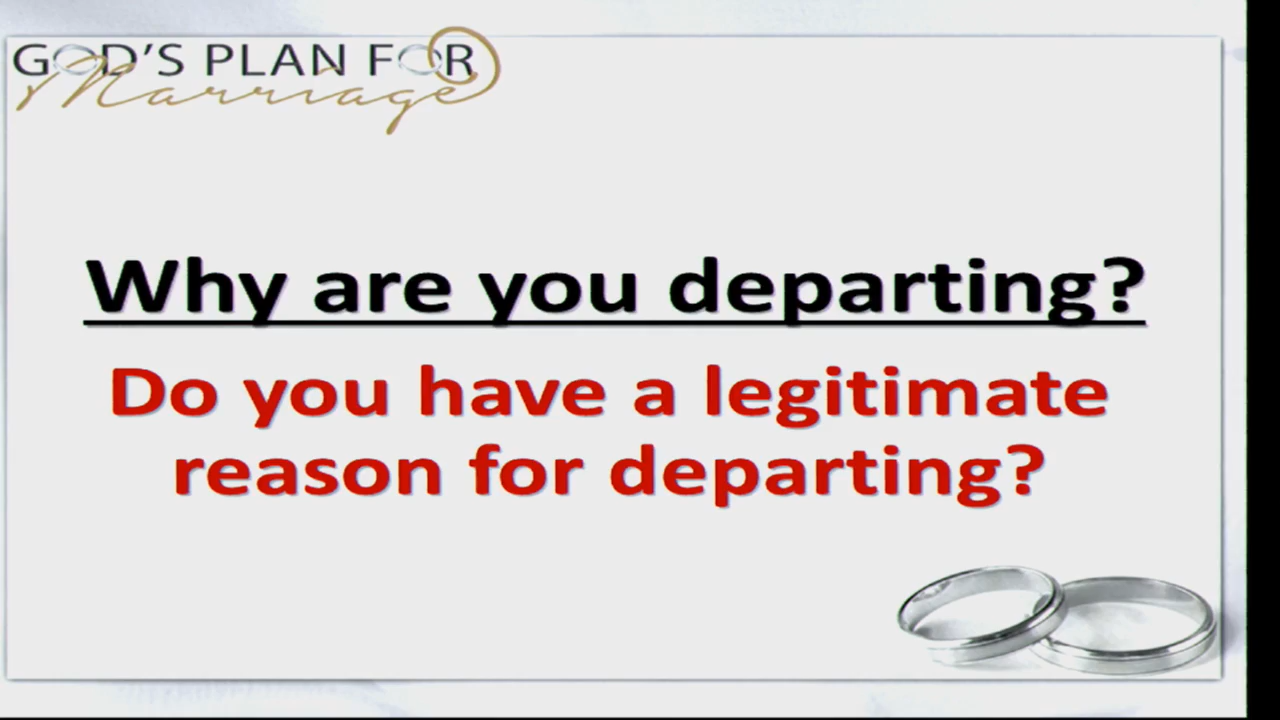 GOD'S PLAN FOR
Marriage
Why are you departing?
Do you have a legitimate
reason for departing?